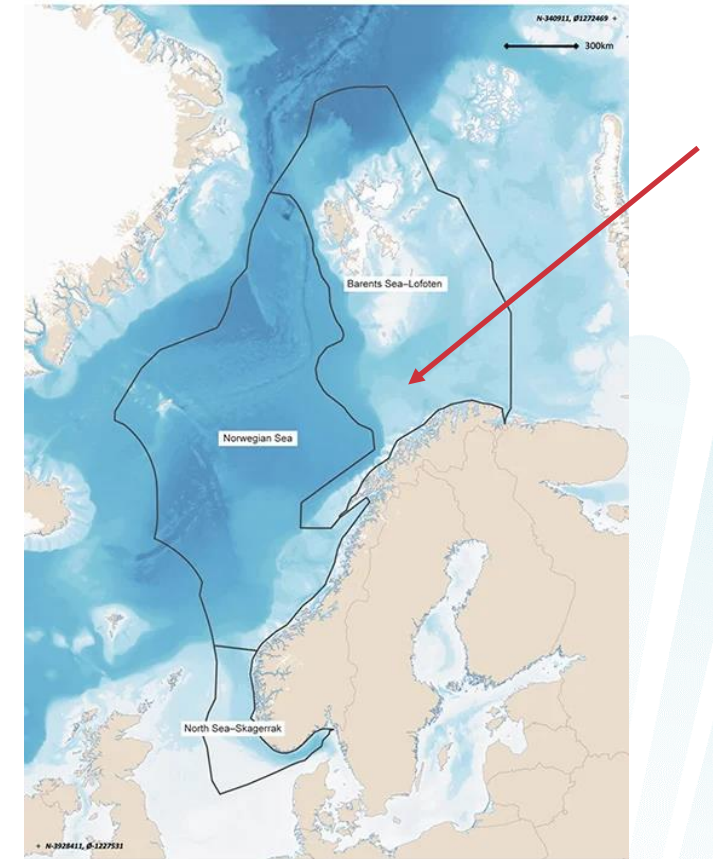 N-340911, Ø1272469 +
300km
Barents Sea–Lofoten
Norwegian Sea
North Sea–Skagerrak
+ N-3928411, Ø-1227531